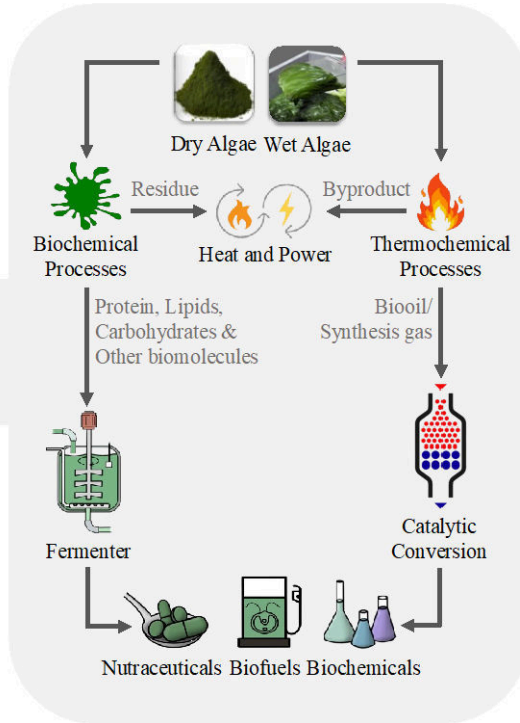 Dry Algae Wet Algae
Residue
Byproduct
Biochemical
Processes
Heat and Power
Thermochemical
Processes
Protein, Lipids,
Carbohydrates &
Other biomolecules
Biooil/
Synthesis gas
Fermenter
Catalytic
Conversion
Nutraceuticals Biofuels Biochemicals